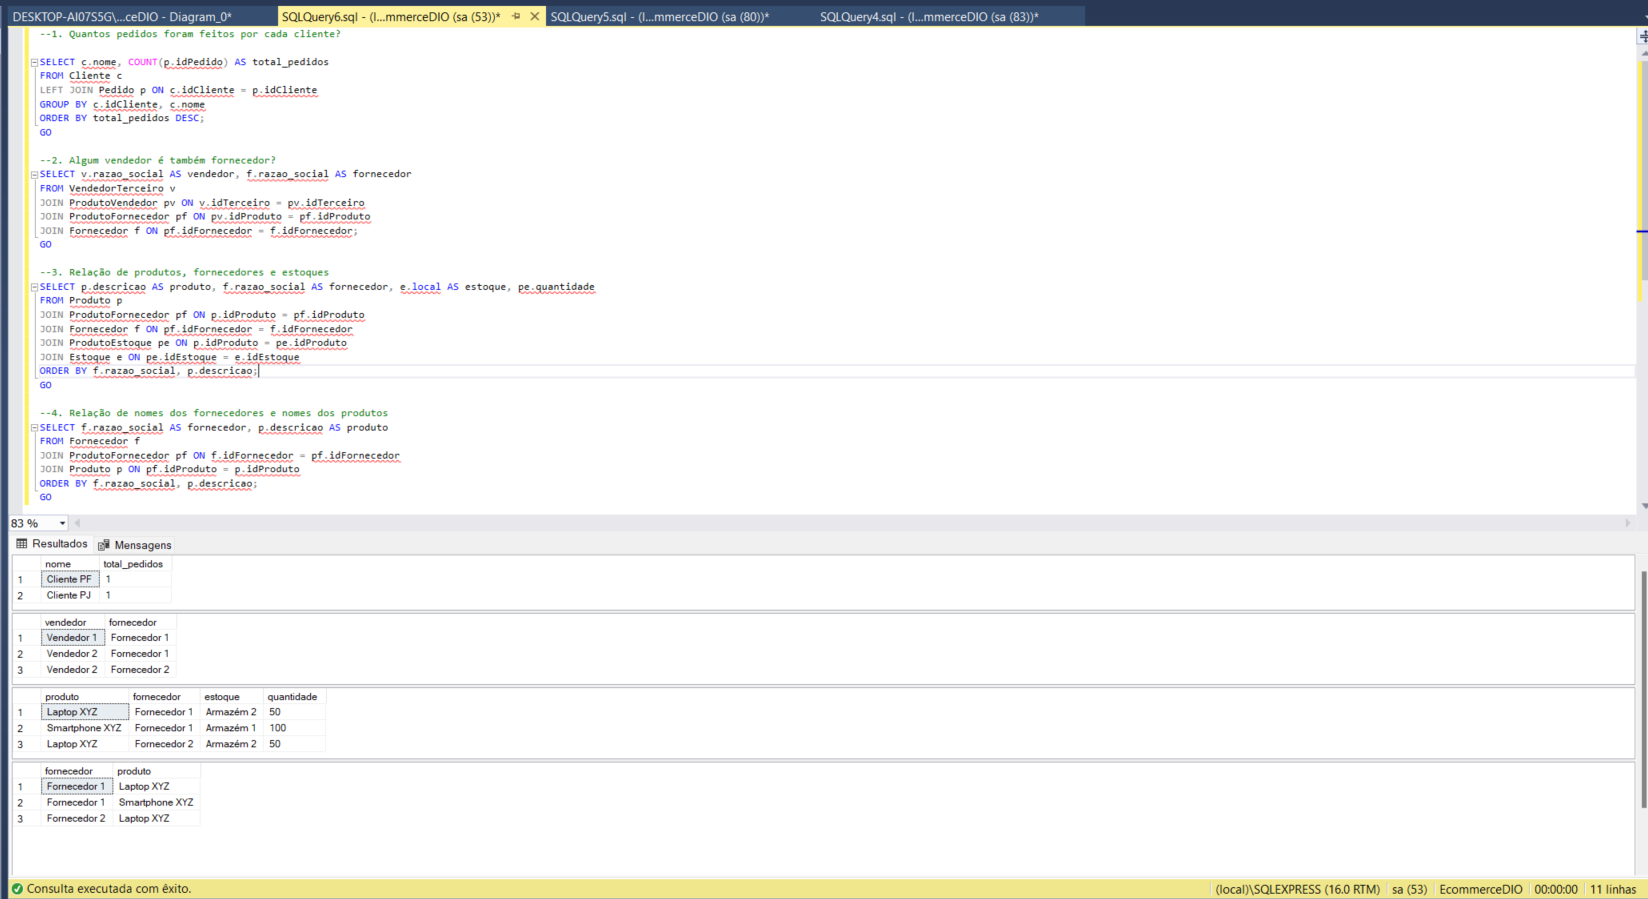 DESKTOP-AI07S5G\...ceDIO - Diagram_0* SQLQuery6.sql - (l...mmerceDIO (sa (53))* SQLQuery5.sql - (l...mmerceDIO (sa (80))* SQLQuery4.sql - (l...mmerceDIO (sa (83))*
--1. Quantos pedidos foram feitos por cada cliente?
SELECT c.nome, COUNT(p.idPedido) AS total_pedidos
FROM Cliente c
LEFT JOIN Pedido p ON c.idCliente = p.idCliente
GROUP BY c.idCliente, c.nome
ORDER BY total_pedidos DESC;
GO
--2. Algum vendedor é também fornecedor?
SELECT v.razao_social AS vendedor, f.razao_social AS fornecedor
FROM VendedorTerceiro v
JOIN ProdutoVendedor pv ON v.idTerceiro = pv.idTerceiro
JOIN ProdutoFornecedor pf ON pv.idProduto = pf.idProduto
JOIN Fornecedor f ON pf.idFornecedor = f.idFornecedor;
GO
--3. Relação de produtos, fornecedores e estoques
SELECT p.descricao AS produto, f.razao_social AS fornecedor, e.local AS estoque, pe.quantidade
FROM Produto p
JOIN ProdutoFornecedor pf ON p.idProduto = pf.idProduto
JOIN Fornecedor f ON pf.idFornecedor = f.idFornecedor
JOIN ProdutoEstoque pe ON p.idProduto = pe.idProduto
JOIN Estoque e ON pe.idEstoque = e.idEstoque
ORDER BY f.razao_social, p.descricao;
GO
--4. Relação de nomes dos fornecedores e nomes dos produtos
SELECT f.razao_social AS fornecedor, p.descricao AS produto
FROM Fornecedor f
JOIN ProdutoFornecedor pf ON f.idFornecedor = pf.idFornecedor
JOIN Produto p ON pf.idProduto = p.idProduto
ORDER BY f.razao_social, p.descricao;
GO
83 %
Resultados Mensagens
nome total_pedidos
1 Cliente PF 1
2 Cliente PJ 1
vendedor fornecedor
1 Vendedor 1 Fornecedor 1
2 Vendedor 2 Fornecedor 1
3 Vendedor 2 Fornecedor 2
produto fornecedor estoque quantidade
1 Laptop XYZ Fornecedor 1 Armazém 2 50
2 Smartphone XYZ Fornecedor 1 Armazém 1 100
3 Laptop XYZ Fornecedor 2 Armazém 2 50
fornecedor produto
1 Fornecedor 1 Laptop XYZ
2 Fornecedor 1 Smartphone XYZ
3 Fornecedor 2 Laptop XYZ
Consulta executada com êxito. (local)\SQLEXPRESS (16.0 RTM) sa (53) EcommerceDIO 00:00:00 11 linhas